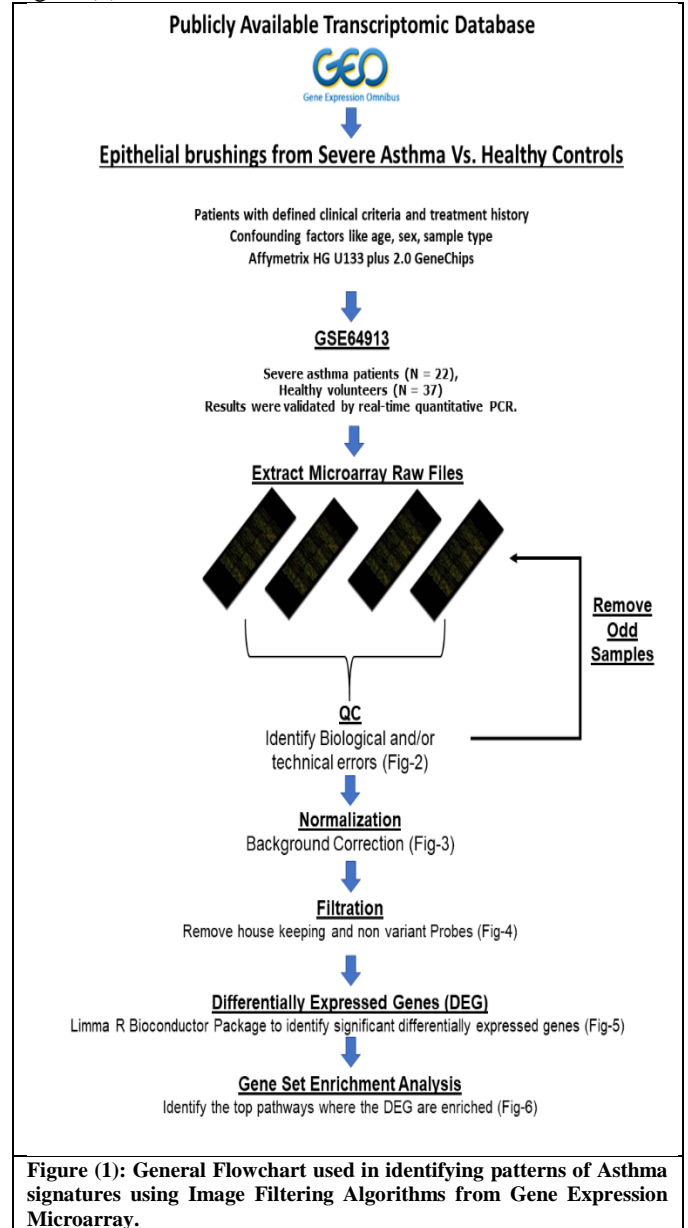 Publicly Available Transcriptomic Database
GEO
Gene Expression Omnibus
Epithelial brushings from Severe Asthma Vs. Healthy Controls
Patients with defined clinical criteria and treatment history
Confounding factors like age, sex, sample type
Affymetrix HG U133 plus 2.0 GeneChips
GSE64913
Severe asthma patients (N = 22),
Healthy volunteers (N = 37)
Results were validated by real-time quantitative PCR.
Extract Microarray Raw Files
Remove
Odd
Samples
QC
Identify Biological and/or
technical errors (Fig-2)
Normalization
Background Correction (Fig-3)
Filtration
Remove house keeping and non variant Probes (Fig-4)
Differentially Expressed Genes (DEG)
Limma R Bioconductor Package to identify significant differentially expressed genes (Fig-5)
Gene Set Enrichment Analysis
Identify the top pathways where the DEG are enriched (Fig-6)
Figure (1): General Flowchart used in identifying patterns of Asthma
signatures using Image Filtering Algorithms from Gene Expression
Microarray.